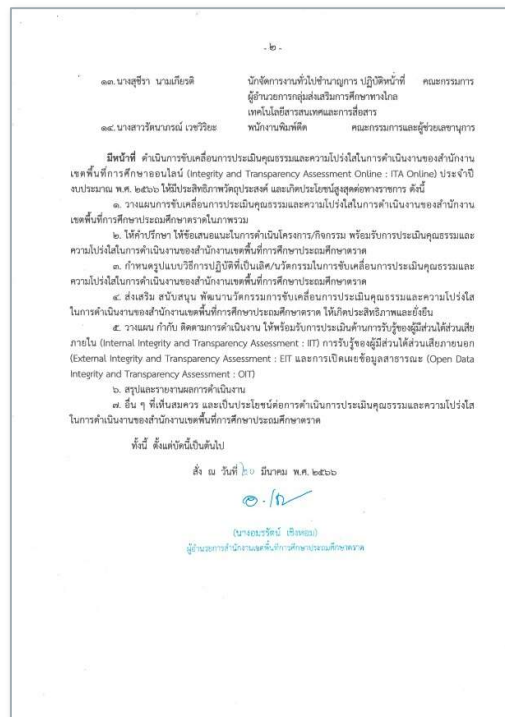 - ๒ -
๑๓. นางสุชีรา นามเกียรติ นักจัดการงานทั่วไปชำนาญการ ปฏิบัติหน้าที่ คณะกรรมการ
ผู้อำนวยการกลุ่มส่งเสริมการศึกษาทางไกล
เทคโนโลยีสารสนเทศและการสื่อสาร
๑๔. นางสาวรัตนาภรณ์ เวชวิริยะ พนักงานพิมพ์ดีด คณะกรรมการและผู้ช่วยเลขานุการ
มีหน้าที่ ดำเนินการขับเคลื่อนการประเมินคุณธรรมและความโปร่งใสในการดำเนินงานของสำนักงาน
เขตพื้นที่การศึกษาออนไลน์ (Integrity and Transparency Assessment Online : ITA Online) ประจำปี
งบประมาณ พ.ศ. ๒๕๖๖ ให้มีประสิทธิภาพวัตถุประสงค์ และเกิดประโยชน์สูงสุดต่อทางราชการ ดังนี้
๑. วางแผนการขับเคลื่อนการประเมินคุณธรรมและความโปร่งใสในการดำเนินงานของสำนักงาน
เขตพื้นที่การศึกษาประถมศึกษาตราดในภาพรวม
๒. ให้คำปรึกษา ให้ข้อเสนอแนะในการดำเนินโครงการ/กิจกรรม พร้อมรับการประเมินคุณธรรมและ
ความโปร่งใสในการดำเนินงานของสำนักงานเขตพื้นที่การศึกษาประถมศึกษาตราด
๓. กำหนดรูปแบบวิธีการปฏิบัติที่เป็นเลิศ/นวัตกรรมในการขับเคลื่อนการประเมินคุณธรรมและ
ความโปร่งใสในการดำเนินงานของสำนักงานเขตพื้นที่การศึกษาประถมศึกษาตราด
๔. ส่งเสริม สนับสนุน พัฒนานวัตกรรมการขับเคลื่อนการประเมินคุณธรรมและความโปร่งใส
ในการดำเนินงานของสำนักงานเขตพื้นที่การศึกษาประถมศึกษาตราด ให้เกิดประสิทธิภาพและยั่งยืน
๕. วางแผน กำกับ ติดตามการดำเนินงาน ให้พร้อมรับการประเมินด้านการรับรู้ของผู้มีส่วนได้ส่วนเสีย
ภายใน (Internal Integrity and Transparency Assessment : IIT) การรับรู้ของผู้มีส่วนได้ส่วนเสียภายนอก
(External Integrity and Transparency Assessment : EIT และการเปิดเผยข้อมูลสาธารณะ (Open Data
Integrity and Transparency Assessment : OIT)
๖. สรุปและรายงานผลการดำเนินงาน
๗. อื่น ๆ ที่เห็นสมควร และเป็นประโยชน์ต่อการดำเนินการประเมินคุณธรรมและความโปร่งใส
ในการดำเนินงานของสำนักงานเขตพื้นที่การศึกษาประถมศึกษาตราด
ทั้งนี้ ตั้งแต่บัดนี้เป็นต้นไป
สั่ง ณ วันที่ ๒๐ มีนาคม พ.ศ. ๒๕๖๖
(นางอมรรัตน์ เชิงหอม)
ผู้อำนวยการสำนักงานเขตพื้นที่การศึกษาประถมศึกษาตราด